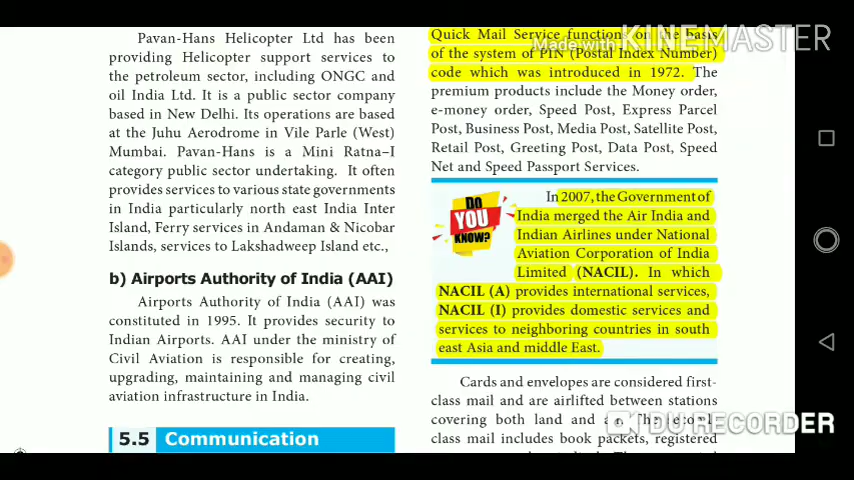 Pavan-Hans Helicopter Ltd has been
providing Helicopter support services to
the petroleum sector, including ONGC and
oil India Ltd. It is a public sector company
based in New Delhi. Its operations are based
at the Juhu Aerodrome in Vile Parle (West)
Mumbai. Pavan-Hans is a Mini Ratna–I
category public sector undertaking. It often
provides services to various state governments
in India particularly north east India Inter
Island, Ferry services in Andaman & Nicobar
Islands, services to Lakshadweep Island etc.,
b) Airports Authority of India (AAI)
Airports Authority of India (AAI) was
constituted in 1995. It provides security to
Indian Airports. AAI under the ministry of
Civil Aviation is responsible for creating,
upgrading, maintaining and managing civil
aviation infrastructure in India.
5.5 Communication
Quick Mail Service functions on the basis
of the system of PIN (Postal Index Number)
code which was introduced in 1972. The
premium products include the Money order,
e-money order, Speed Post, Express Parcel
Post, Business Post, Media Post, Satellite Post,
Retail Post, Greeting Post, Data Post, Speed
Net and Speed Passport Services.
DO
YOU
KNOW?
In 2007, the Government of
India merged the Air India and
Indian Airlines under National
Aviation Corporation of India
Limited (NACIL). In which
NACIL (A) provides international services,
NACIL (I) provides domestic services and
services to neighboring countries in south
east Asia and middle East.
Cards and envelopes are considered first-
class mail and are airlifted between stations
covering both land and air. The second-
class mail includes book packets, registered
Made with KINEMASTER
DU RECORDER